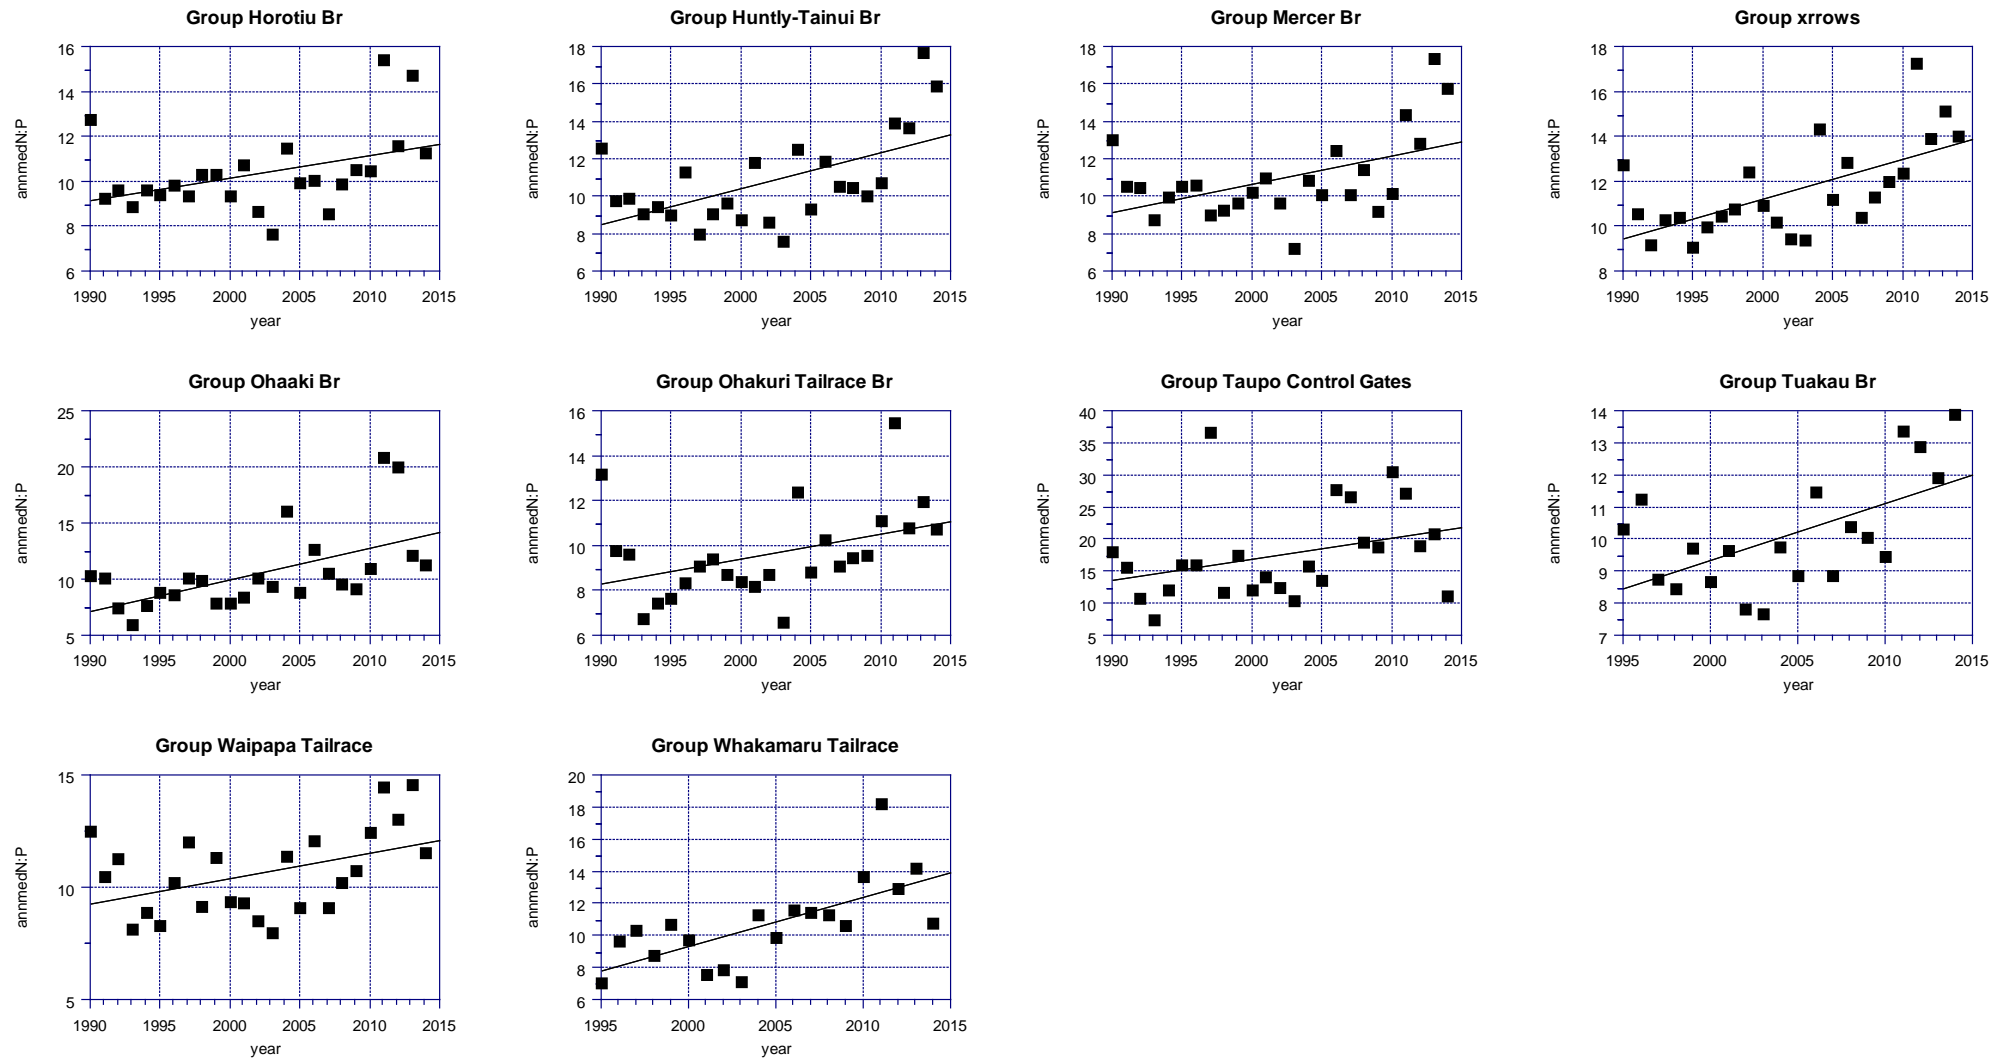 Group Horotiu Br
16
14
12
10
8
6
annmedN:P
1990 1995 2000 2005 2010 2015
year
Group Huntly-Tainui Br
18
16
14
12
10
8
6
annmedN:P
1990 1995 2000 2005 2010 2015
year
Group Mercer Br
18
16
14
12
10
8
6
annmedN:P
1990 1995 2000 2005 2010 2015
year
Group xrrows
18
16
14
12
10
8
annmedN:P
1990 1995 2000 2005 2010 2015
year
Group Ohaaki Br
25
20
15
10
5
annmedN:P
1990 1995 2000 2005 2010 2015
year
Group Ohakuri Tailrace Br
16
14
12
10
8
6
annmedN:P
1990 1995 2000 2005 2010 2015
year
Group Taupo Control Gates
40
35
30
25
20
15
10
5
annmedN:P
1990 1995 2000 2005 2010 2015
year
Group Tuakau Br
14
13
12
11
10
9
8
7
annmedN:P
1995 2000 2005 2010 2015
year
Group Waipapa Tailrace
15
10
5
annmedN:P
1990 1995 2000 2005 2010 2015
year
Group Whakamaru Tailrace
20
18
16
14
12
10
8
6
annmedN:P
1995 2000 2005 2010 2015
year